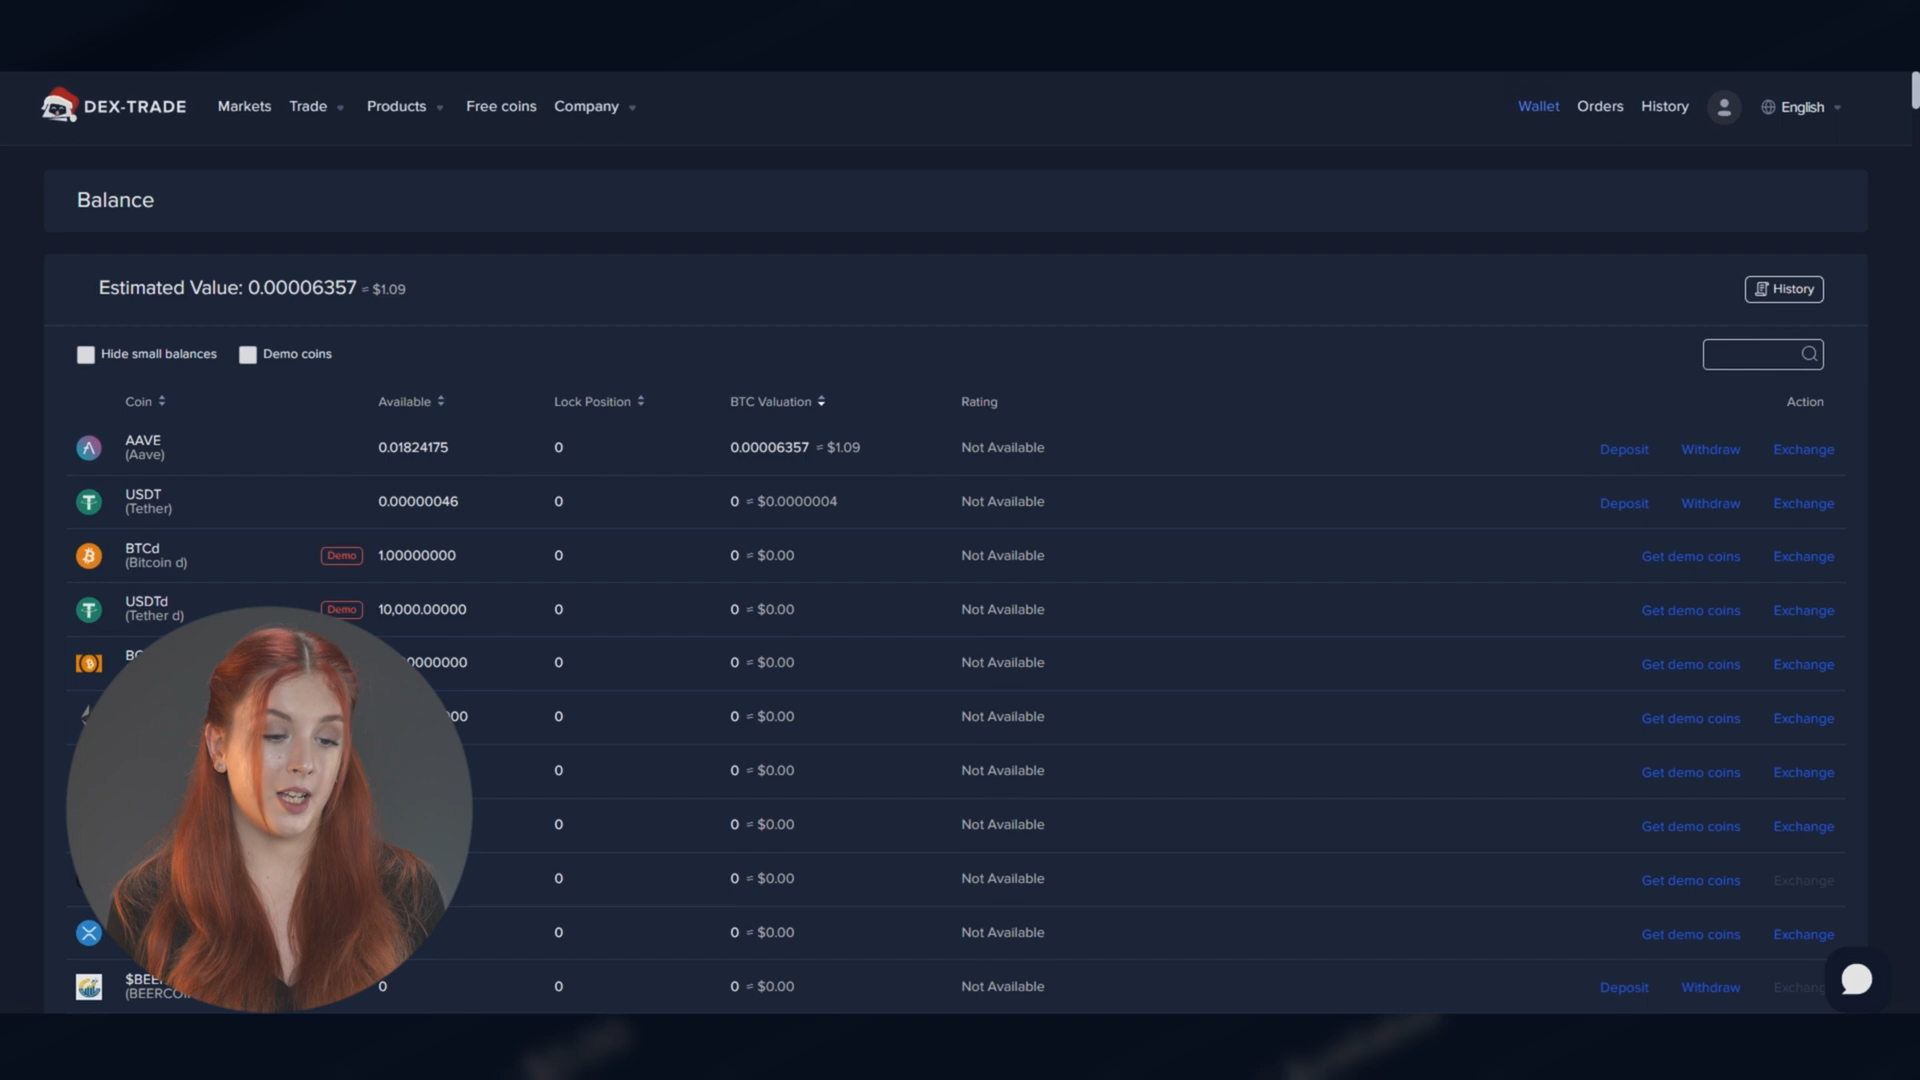 DEX-TRADE Markets Trade Products Free coins Company Wallet Orders History English
Balance
Estimated Value: 0.00006357 ≈ $1.09 History
Hide small balances Demo coins
Coin Available Lock Position BTC Valuation Rating Action
AAVE
(Aave) 0.01824175 0 0.00006357 ≈ $1.09 Not Available Deposit Withdraw Exchange
USDT
(Tether) 0.00000046 0 0 ≈ $0.0000004 Not Available Deposit Withdraw Exchange
BTCd
(Bitcoin d) Demo 1.00000000 0 0 ≈ $0.00 Not Available Get demo coins Exchange
USDTd
(Tether d) Demo 10,000.00000 0 0 ≈ $0.00 Not Available Get demo coins Exchange
0000000 0 0 ≈ $0.00 Not Available Get demo coins Exchange
00 0 0 ≈ $0.00 Not Available Get demo coins Exchange
0 0 ≈ $0.00 Not Available Get demo coins Exchange
0 0 ≈ $0.00 Not Available Get demo coins Exchange
0 0 ≈ $0.00 Not Available Get demo coins Exchange
0 0 ≈ $0.00 Not Available Get demo coins Exchange
$BEE
(BEERCOI 0 0 0 ≈ $0.00 Not Available Deposit Withdraw Exchang